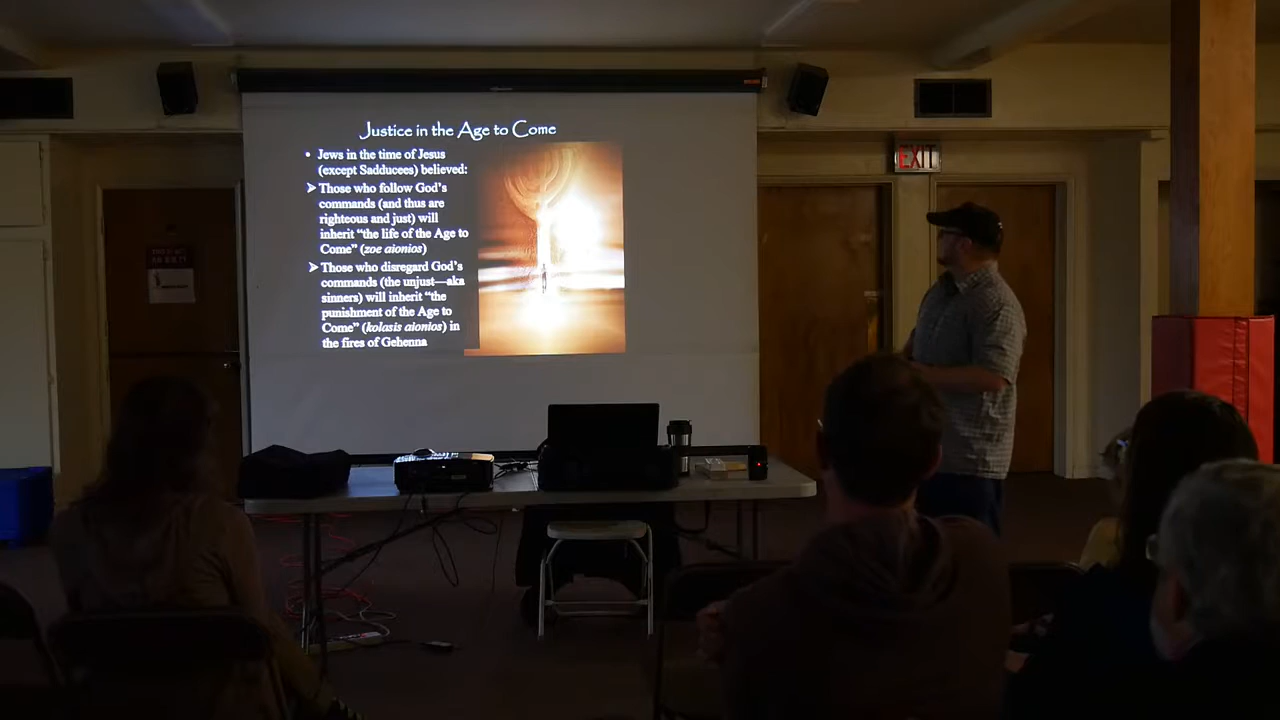 Justice in the Age to Come
• Jews in the time of Jesus
(except Sadducees) believed:
➤ Those who follow God's
commands (and thus are
righteous and just) will
inherit “the life of the Age to
Come” (zoe aionios)
➤ Those who disregard God's
commands (the unjust—aka
sinners) will inherit “the
punishment of the Age to
Come” (kolasis aionios) in
the fires of Gehenna
EXIT